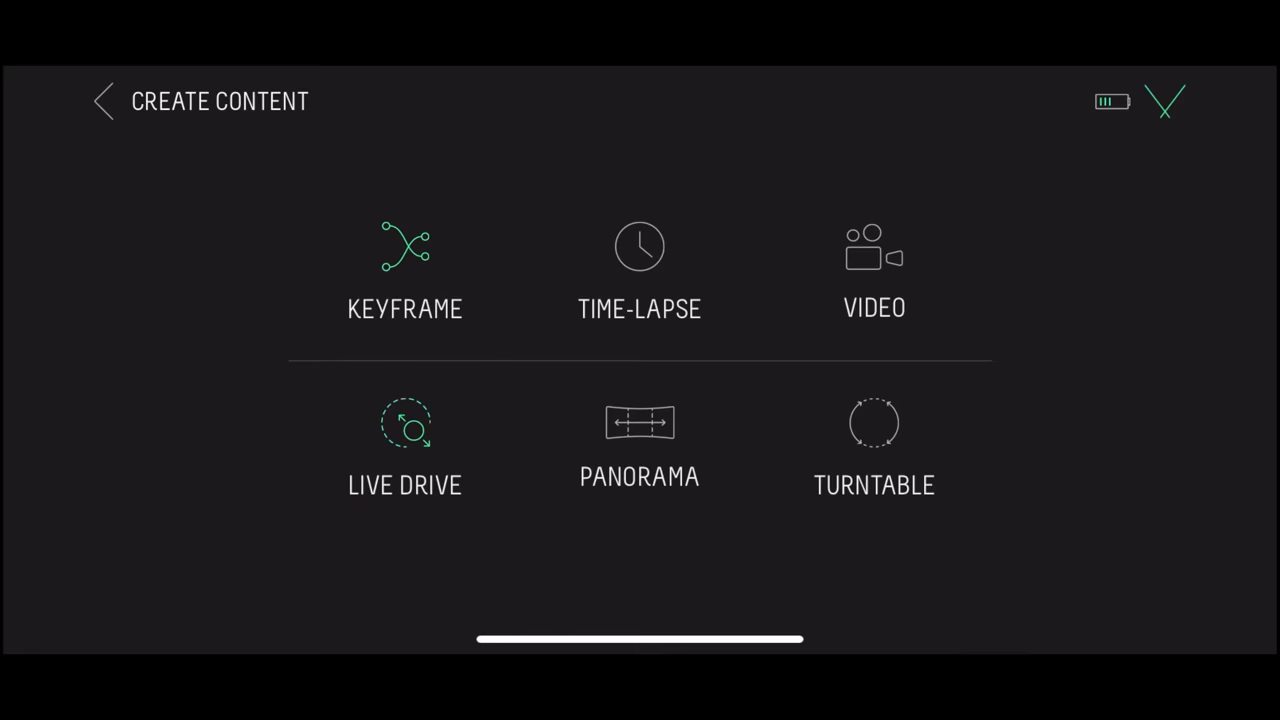 CREATE CONTENT
KEYFRAME
TIME-LAPSE
VIDEO
LIVE DRIVE
PANORAMA
TURNTABLE